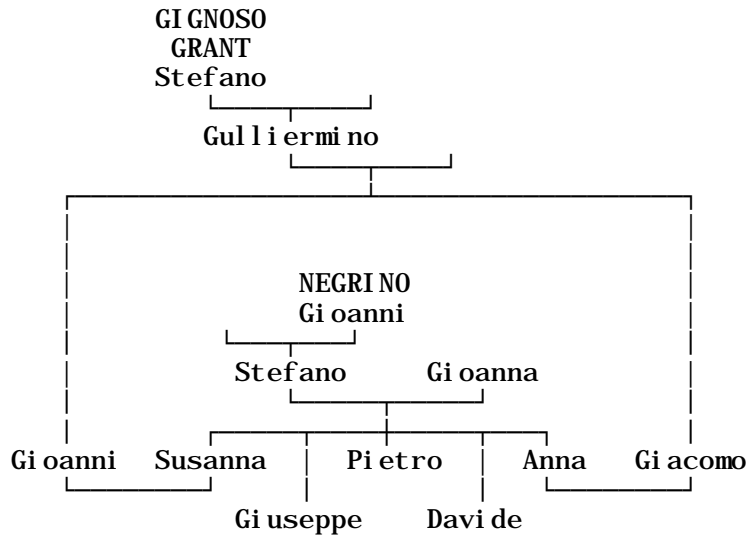 GIGNOSO
GRANT
Stefano
Gulliermino
NEGRINO
Gioanni
Stefano Gioanna
Gioanni Susanna Pietro Anna Giacomo
Giuseppe Davide